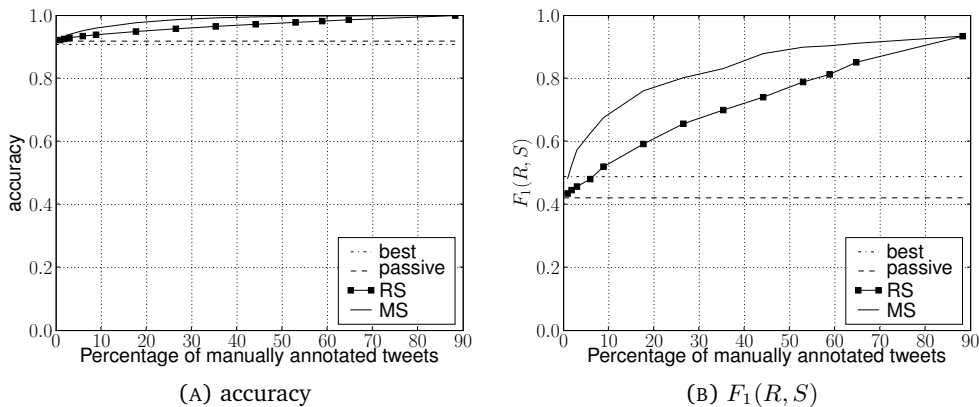 1.0
0.8
0.6
0.4
0.2
0.0
accuracy
0 10 20 30 40 50 60 70 80 90
Percentage of manually annotated tweets
best
passive
RS
MS
(A) accuracy
1.0
0.8
0.6
0.4
0.2
0.0
F₁(R, S)
0 10 20 30 40 50 60 70 80 90
Percentage of manually annotated tweets
best
passive
RS
MS
(B) F₁(R, S)